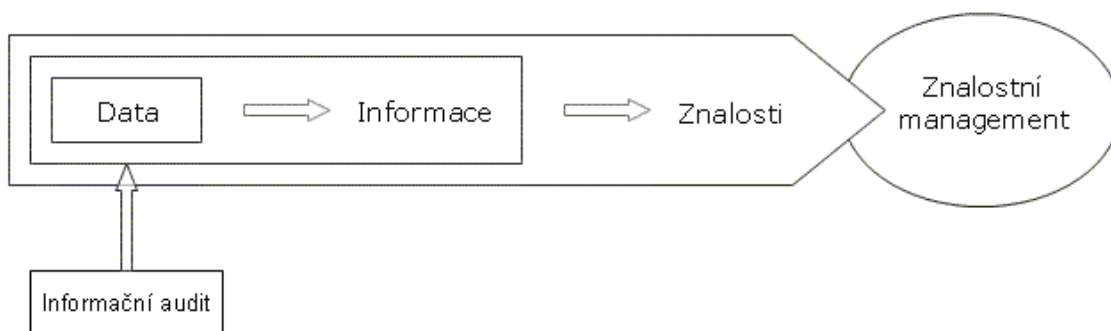 Data
Informace
Znalosti
Znalostní
management
Informační audit